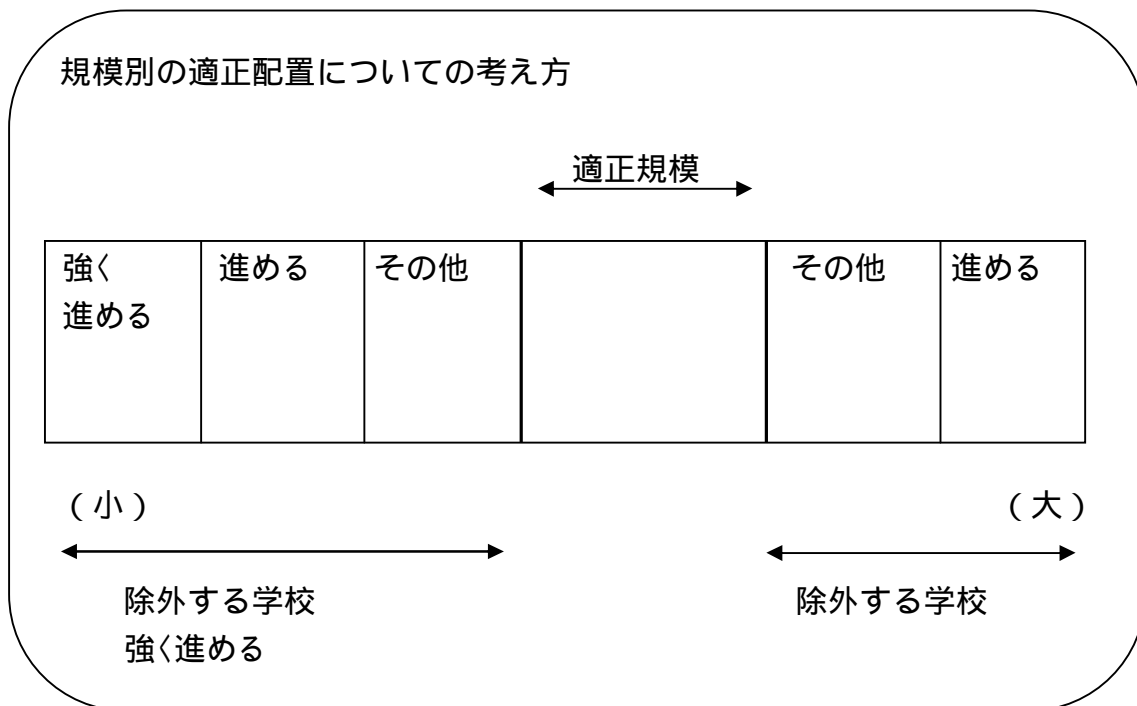 規模別の適正配置についての考え方
適正規模
強く
進める
進める
その他
その他
進める
(小)
(大)
除外する学校
強く進める
除外する学校